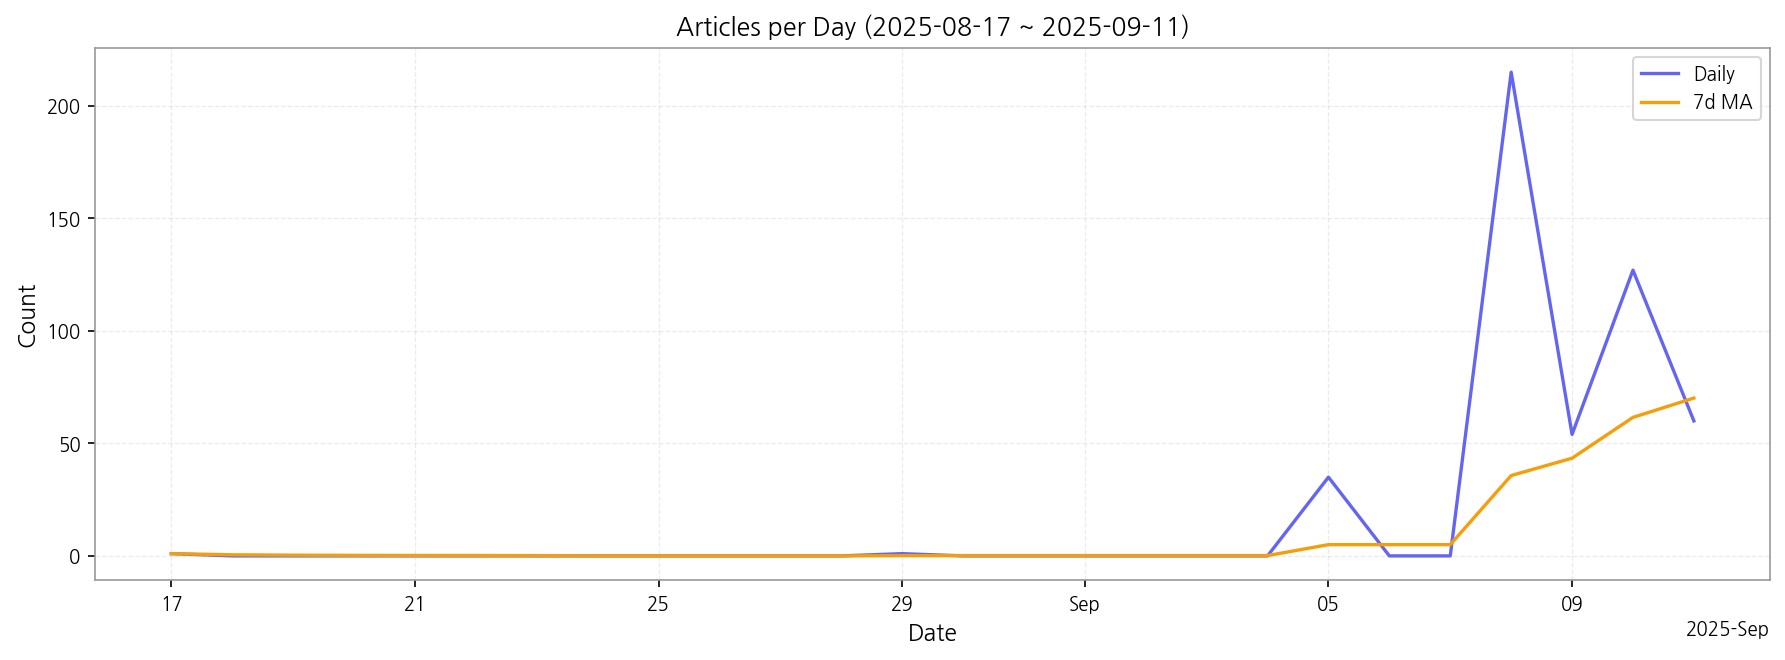 Articles per Day (2025-08-17 ~ 2025-09-11)
Daily
7d MA
200
150
100
50
0
Count
17
21
25
29
Sep
05
09
2025-Sep
Date